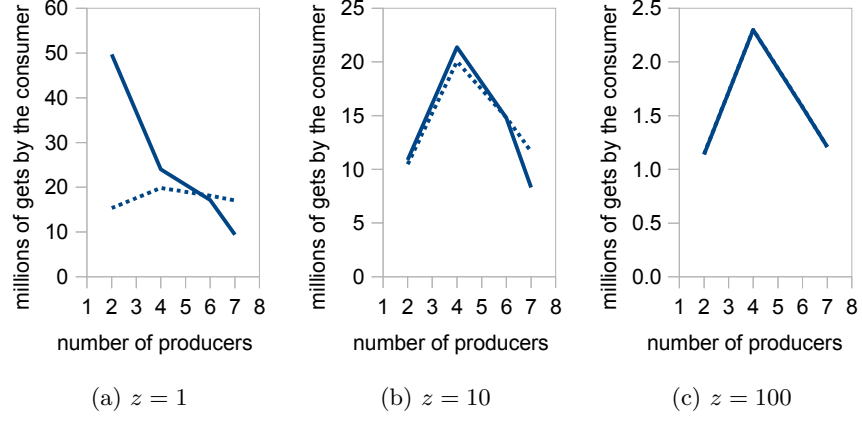 millions of gets by the consumer
60
50
40
30
20
10
0
1 2 3 4 5 6 7 8
number of producers
(a) z = 1
millions of gets by the consumer
25
20
15
10
5
0
1 2 3 4 5 6 7 8
number of producers
(b) z = 10
millions of gets by the consumer
2.5
2.0
1.5
1.0
0.5
0.0
1 2 3 4 5 6 7 8
number of producers
(c) z = 100